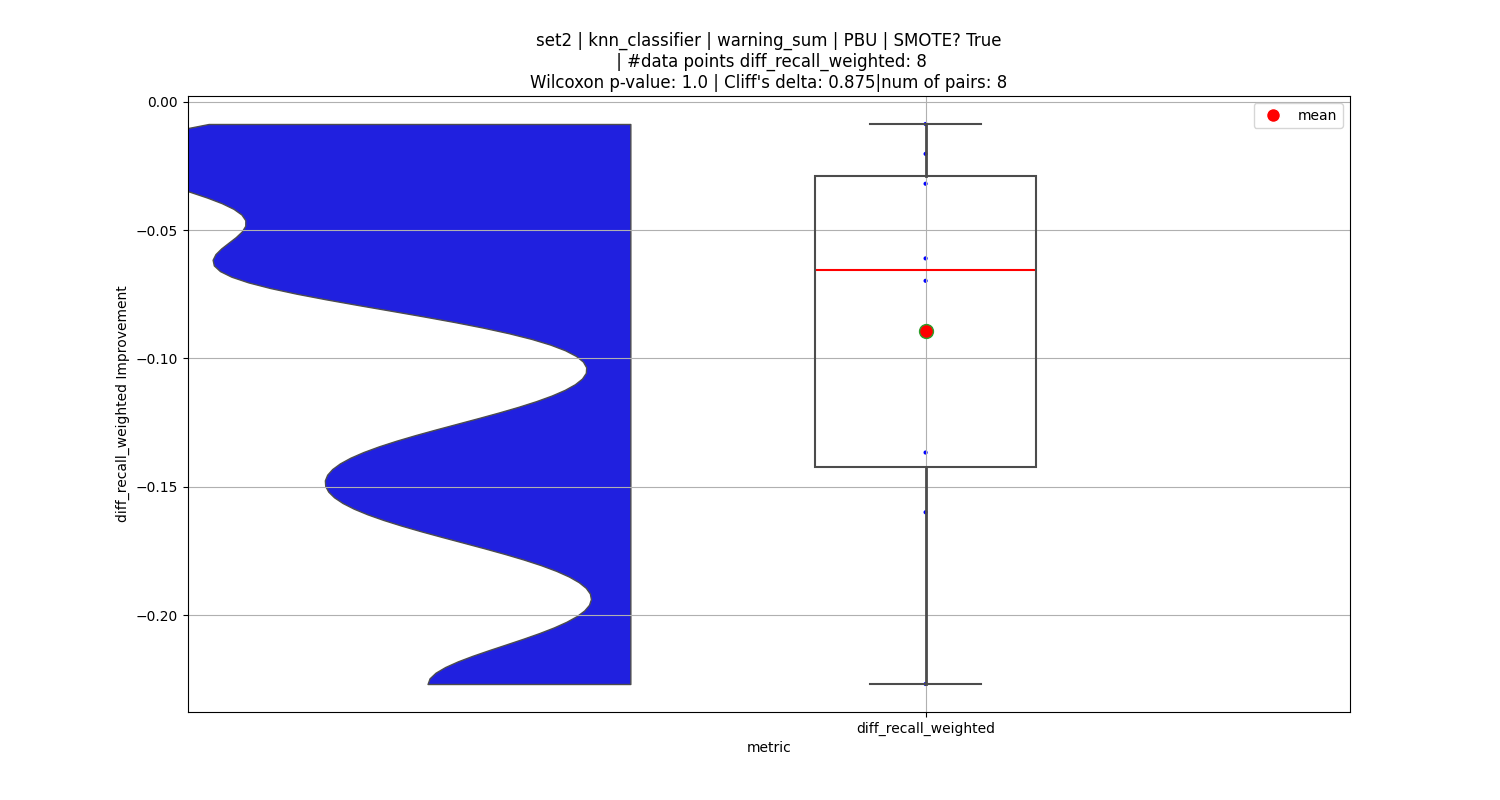 set2 | knn_classifier | warning_sum | PBU | SMOTE? True
| #data points diff_recall_weighted: 8
Wilcoxon p-value: 1.0 | Cliff's delta: 0.875|num of pairs: 8
mean
0.00
−0.05
−0.10
−0.15
−0.20
diff_recall_weighted Improvement
diff_recall_weighted
metric